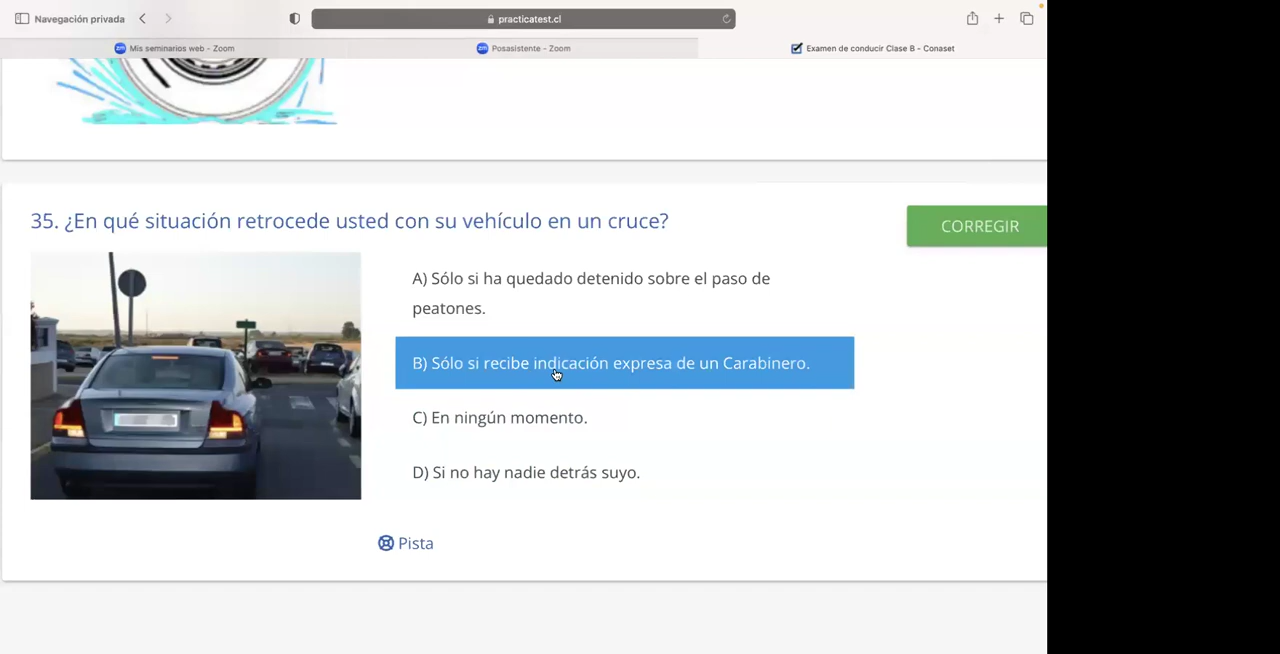 Navegación privada
practicatest.cl
Mis seminarios web - Zoom
Posasistente - Zoom
Examen de conducir Clase B - Conaset
35. ¿En qué situación retrocede usted con su vehículo en un cruce?
CORREGIR
A) Sólo si ha quedado detenido sobre el paso de
peatones.
B) Sólo si recibe indicación expresa de un Carabinero.
C) En ningún momento.
D) Si no hay nadie detrás suyo.
Pista